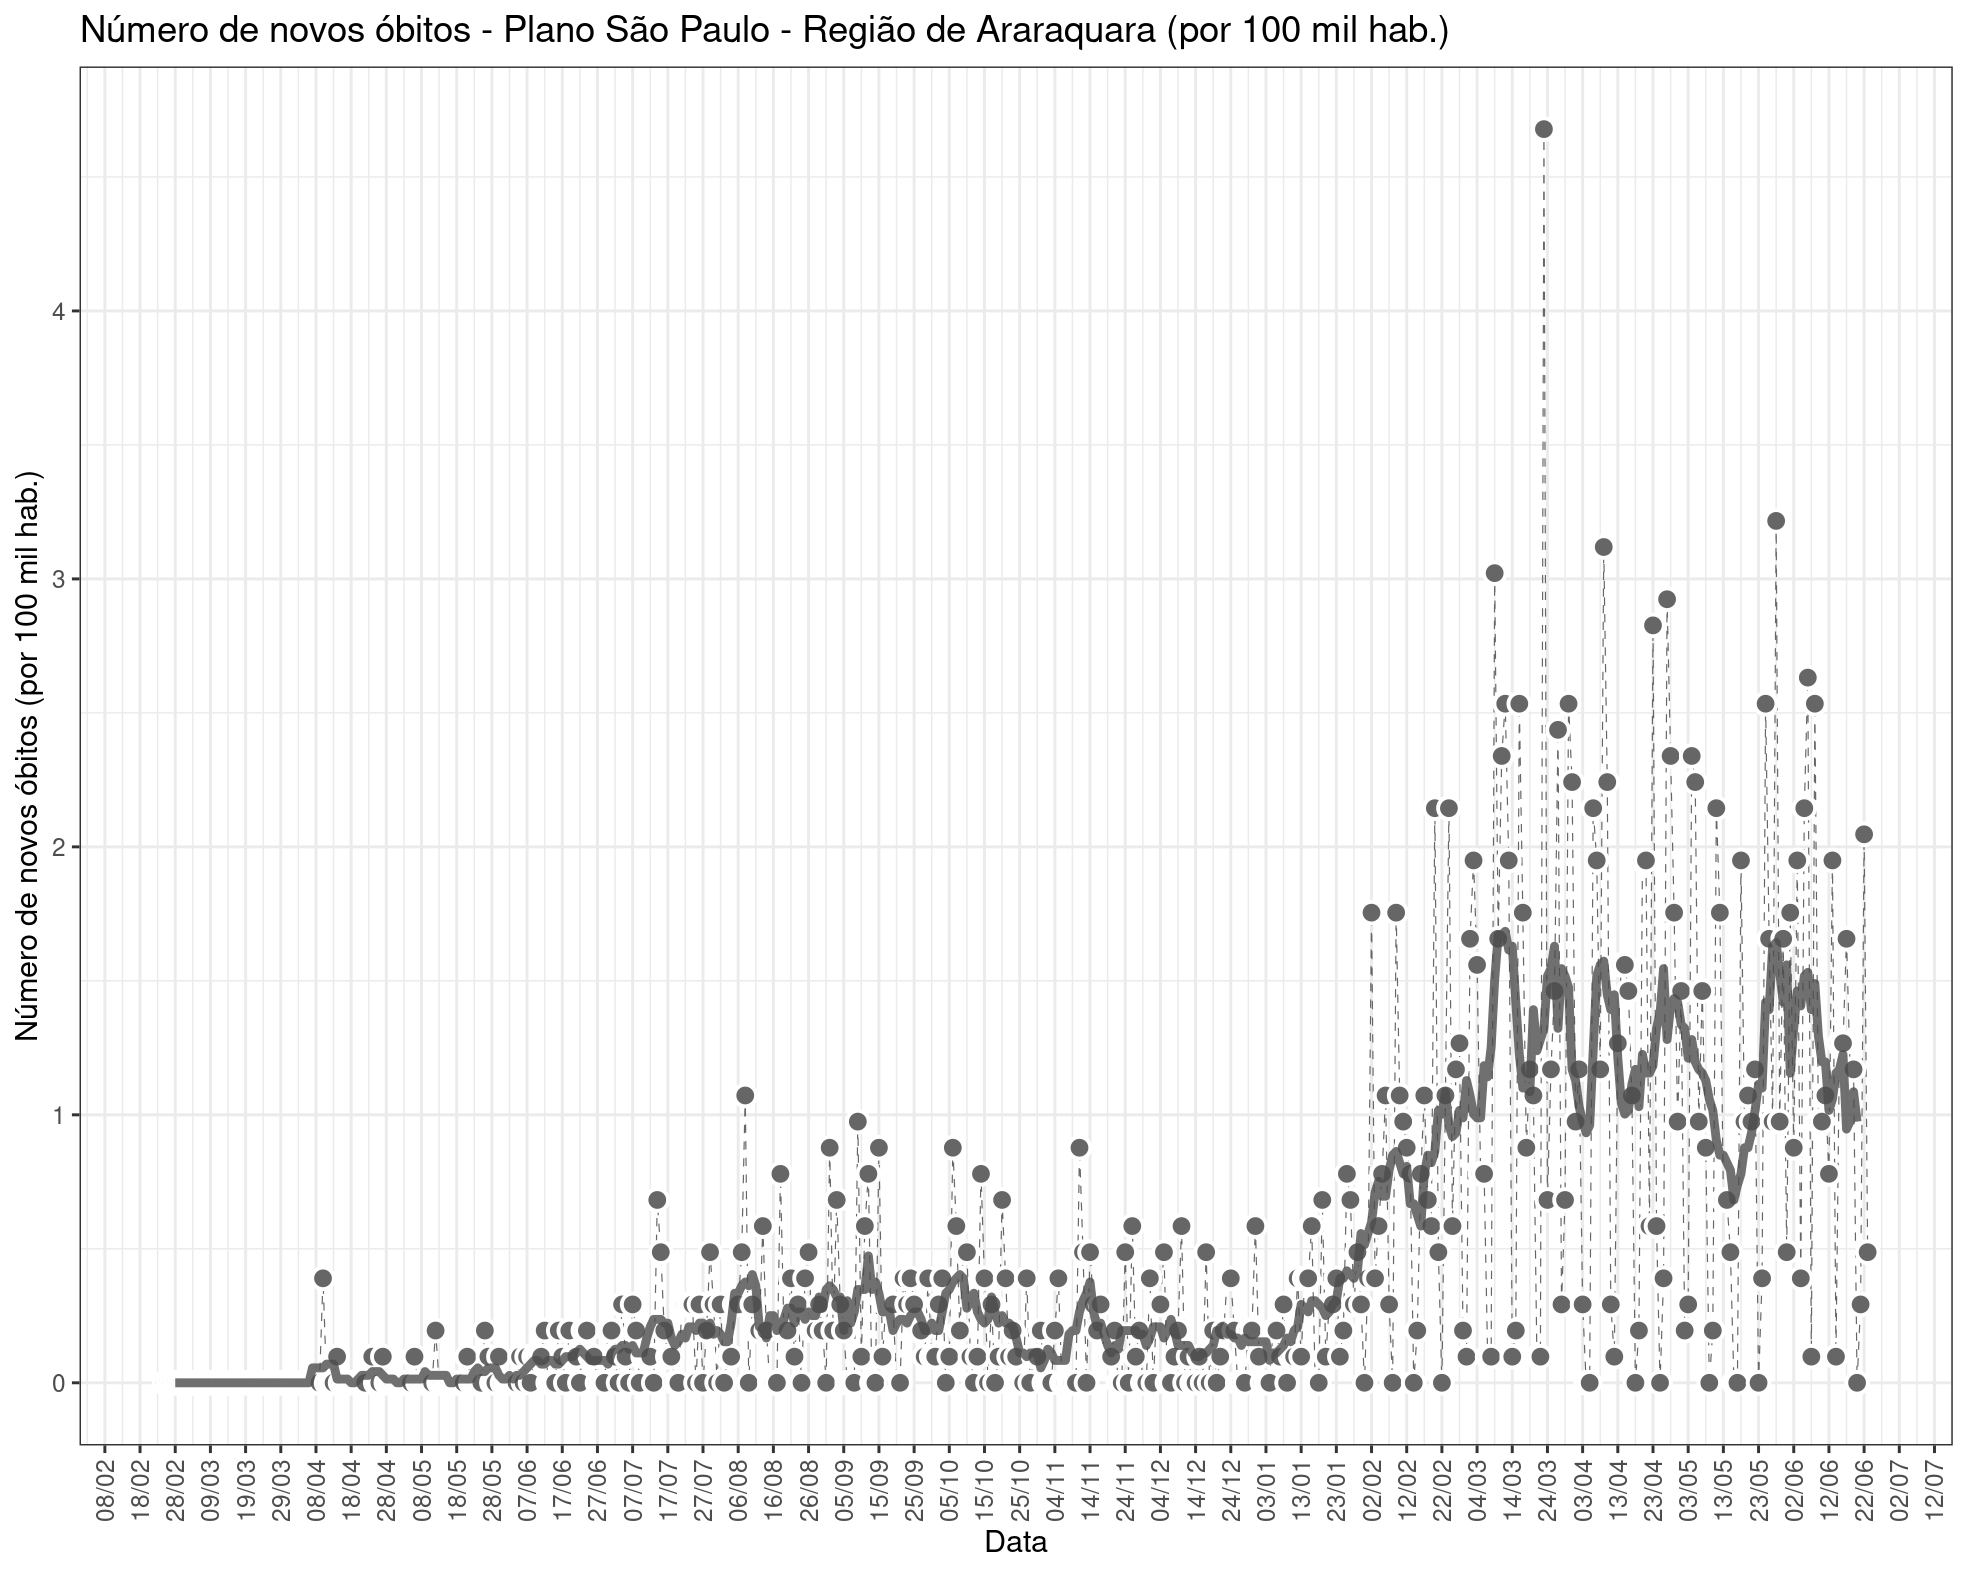 Número de novos óbitos - Plano São Paulo - Região de Araraquara (por 100 mil hab.)
Número de novos óbitos (por 100 mil hab.)
4
3
2
1
0
08/02 18/02 28/02 09/03 19/03 29/03 08/04 18/04 28/04 08/05 18/05 28/05 07/06 17/06 27/06 07/07 17/07 27/07 06/08 16/08 26/08 05/09 15/09 25/09 05/10 15/10 25/10 04/11 14/11 24/11 04/12 14/12 24/12 03/01 13/01 23/01 02/02 12/02 22/02 04/03 14/03 24/03 03/04 13/04 23/04 03/05 13/05 23/05 02/06 12/06 22/06 02/07 12/07
Data